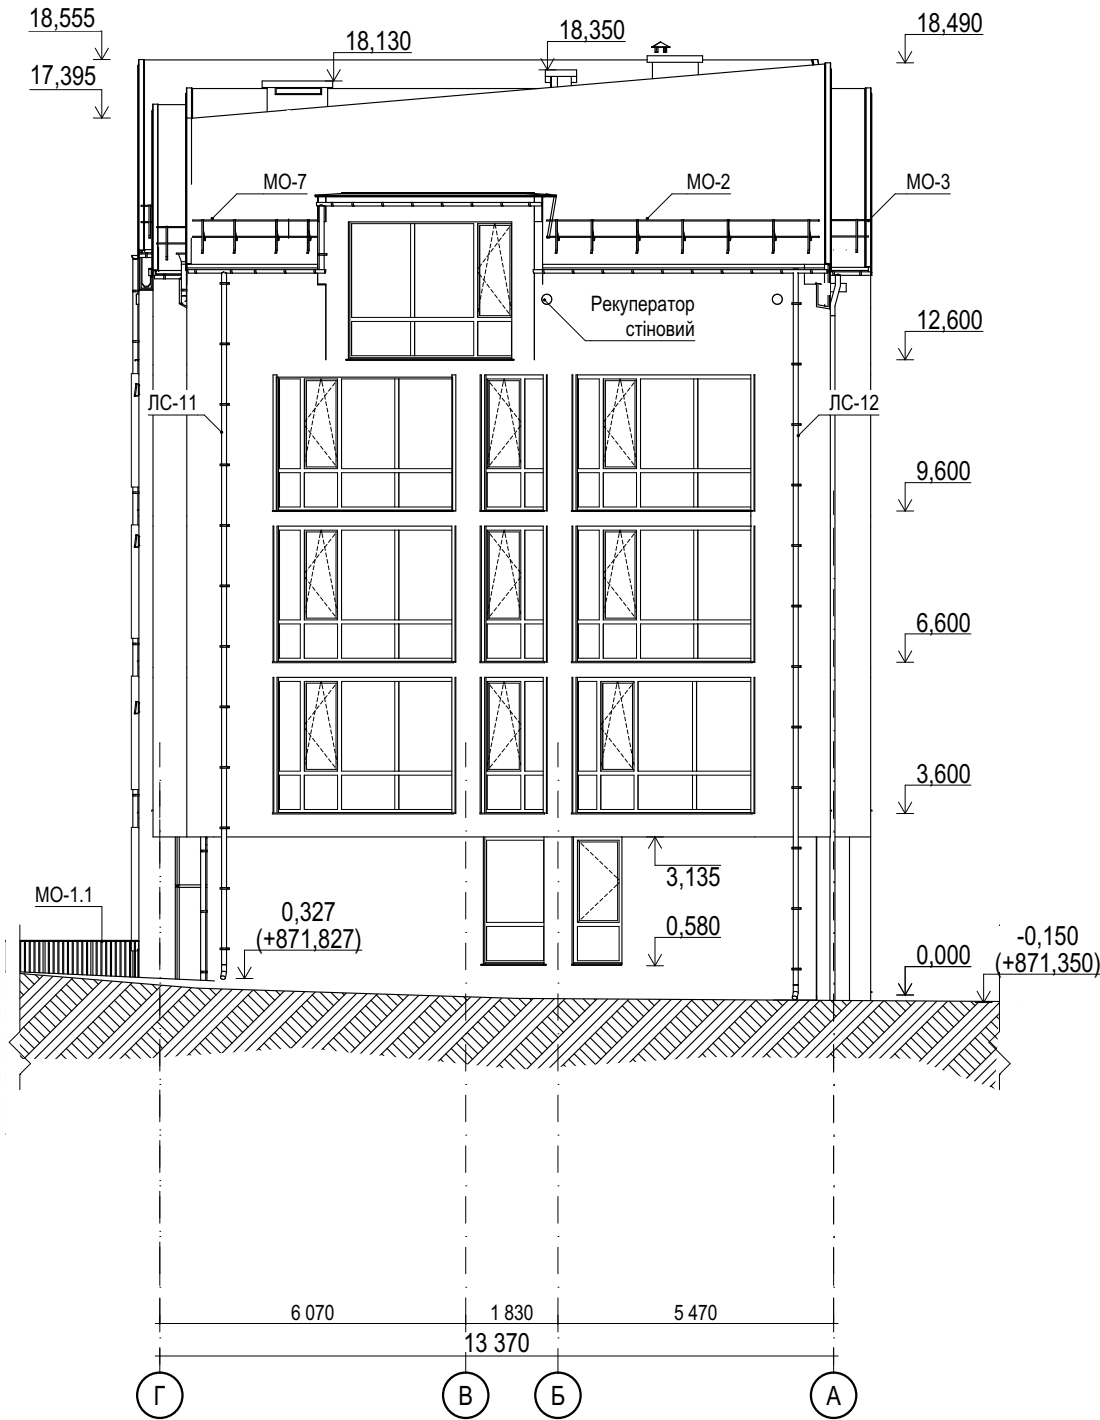 18,555
18,130
18,350
18,490
17,395
МО-7
МО-2
МО-3
Рекуператор
стіновий
12,600
ЛС-11
ЛС-12
9,600
6,600
3,600
3,135
МО-1.1
0,327
(+871,827)
0,580
0,000
-0,150
(+871,350)
6 070
1 830
5 470
13 370
Г
В
Б
А